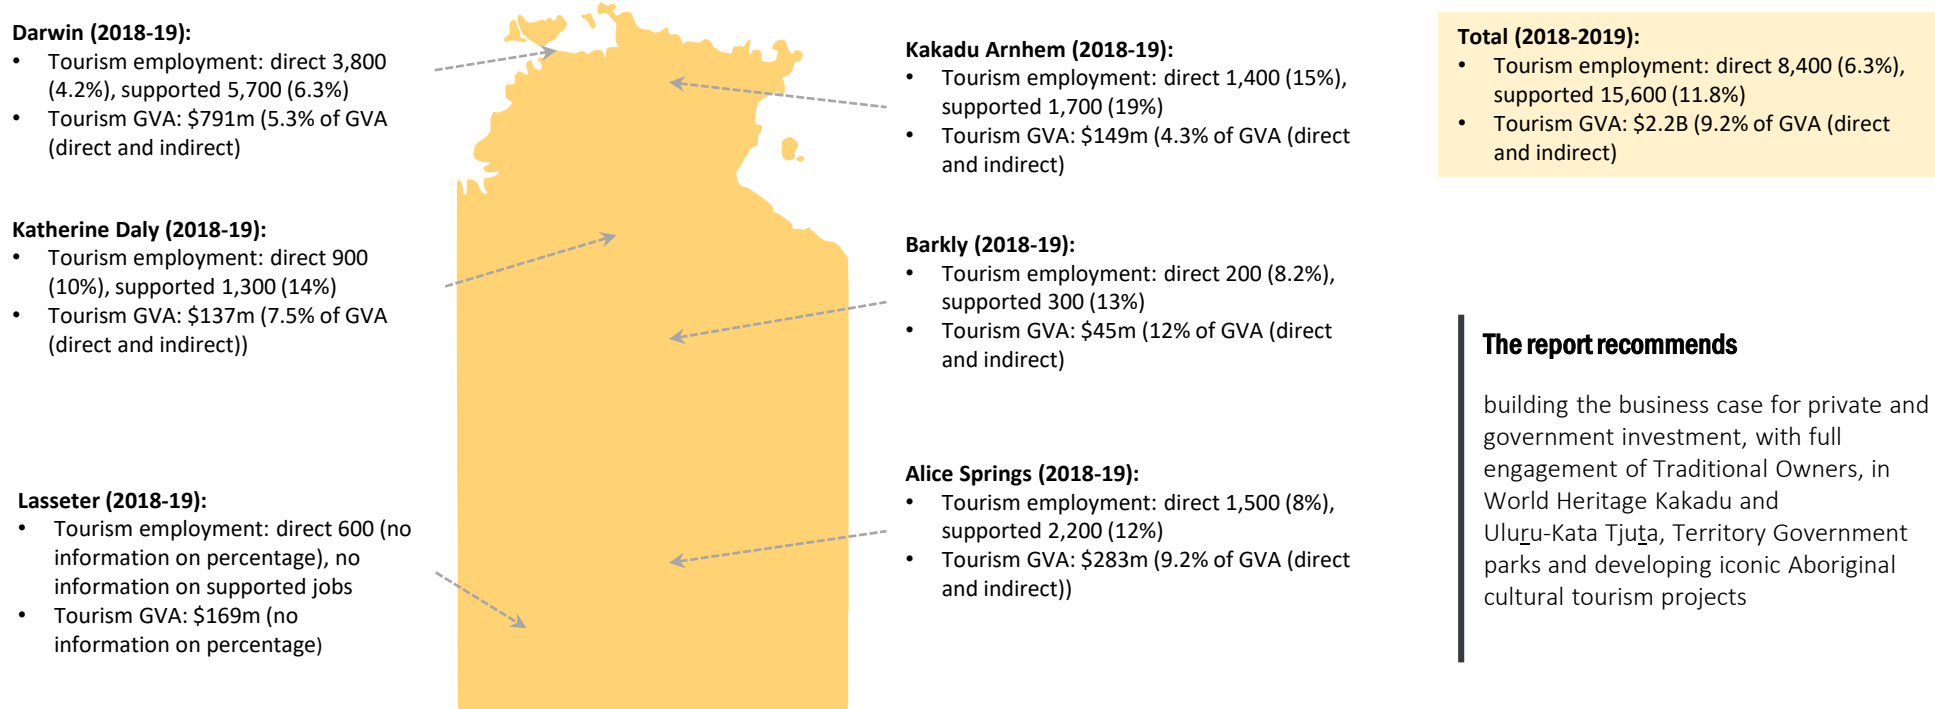 Darwin (2018-19):
• Tourism employment: direct 3,800
(4.2%), supported 5,700 (6.3%)
• Tourism GVA: $791m (5.3% of GVA
(direct and indirect)
Katherine Daly (2018-19):
• Tourism employment: direct 900
(10%), supported 1,300 (14%)
• Tourism GVA: $137m (7.5% of GVA
(direct and indirect))
Lasseter (2018-19):
• Tourism employment: direct 600 (no
information on percentage), no
information on supported jobs
• Tourism GVA: $169m (no
information on percentage)
Kakadu Arnhem (2018-19):
• Tourism employment: direct 1,400 (15%),
supported 1,700 (19%)
• Tourism GVA: $149m (4.3% of GVA (direct
and indirect)
Barkly (2018-19):
• Tourism employment: direct 200 (8.2%),
supported 300 (13%)
• Tourism GVA: $45m (12% of GVA (direct
and indirect)
Alice Springs (2018-19):
• Tourism employment: direct 1,500 (8%),
supported 2,200 (12%)
• Tourism GVA: $283m (9.2% of GVA (direct
and indirect))
Total (2018-2019):
• Tourism employment: direct 8,400 (6.3%),
supported 15,600 (11.8%)
• Tourism GVA: $2.2B (9.2% of GVA (direct
and indirect)
The report recommends
building the business case for private and
government investment, with full
engagement of Traditional Owners, in
World Heritage Kakadu and
Uluṟu-Kata Tjuṯa, Territory Government
parks and developing iconic Aboriginal
cultural tourism projects